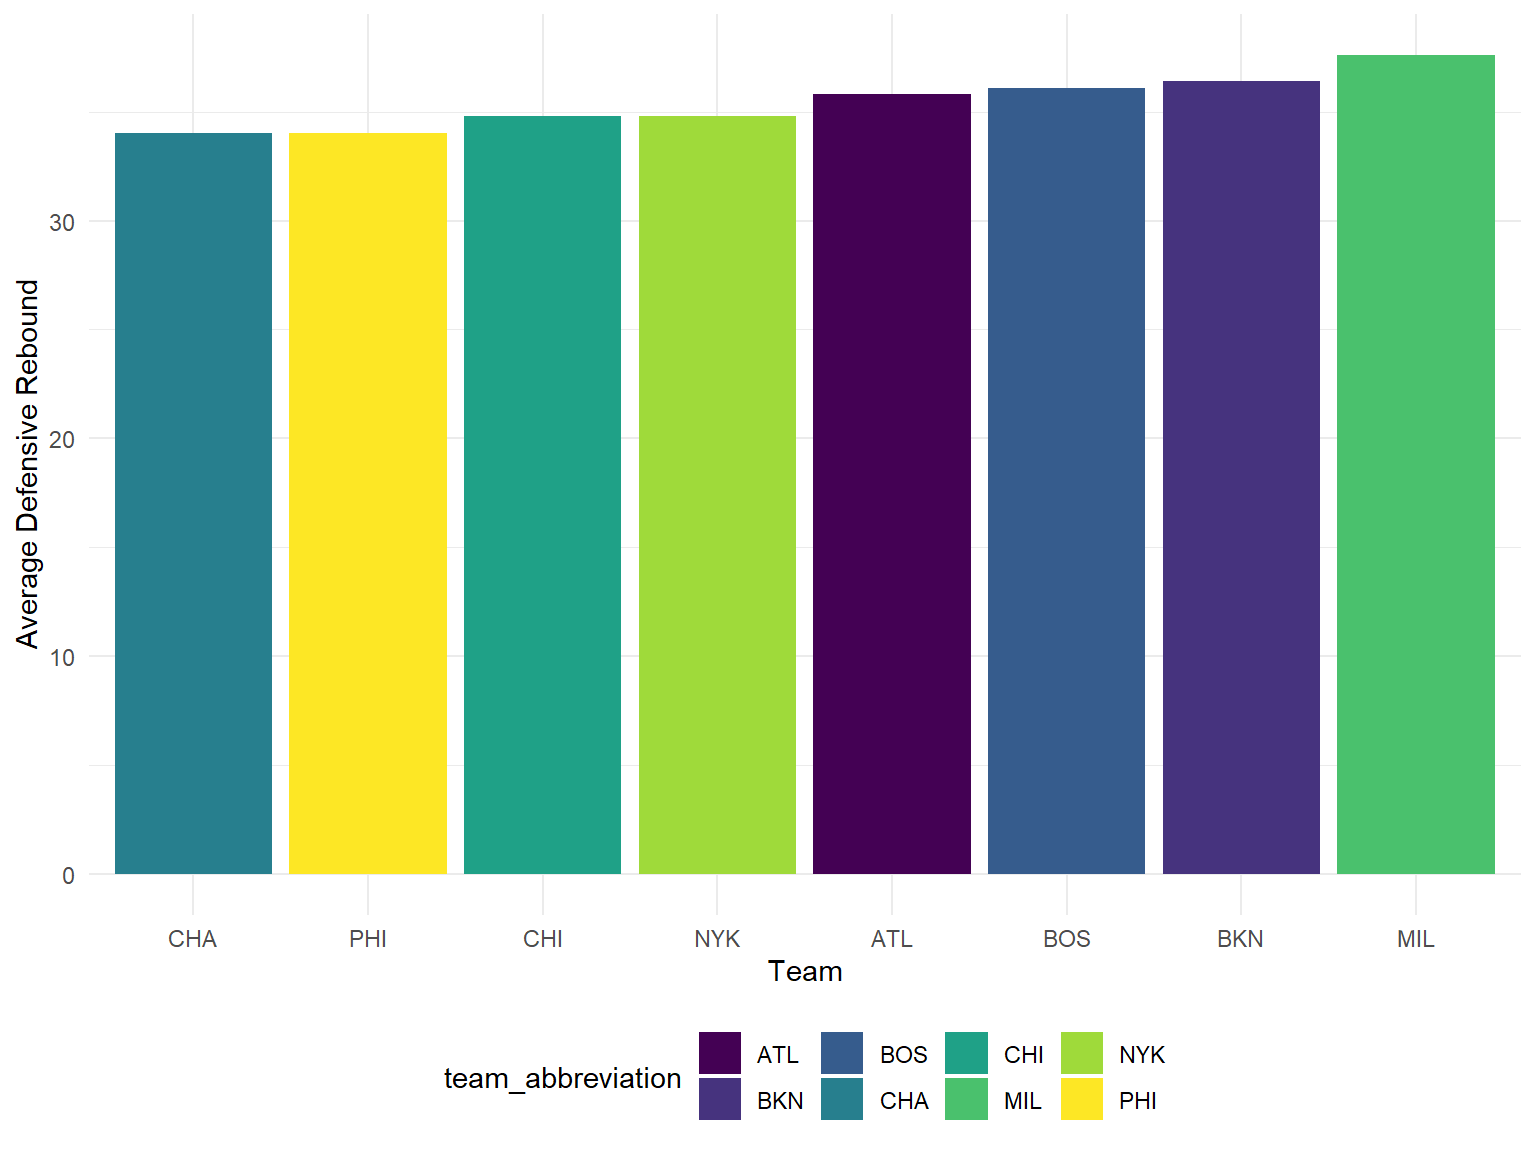 Average Defensive Rebound
30
20
10
0
CHA PHI CHI NYK ATL BOS BKN MIL
Team
team_abbreviation
ATL BOS CHI NYK
BKN CHA MIL PHI